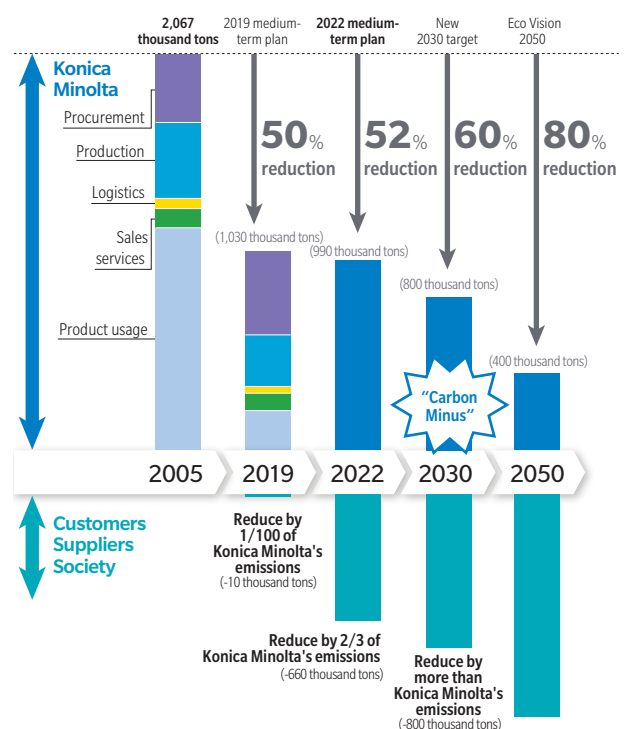 2,067
thousand tons
2019 medium-
term plan
2022 medium-
term plan
New
2030 target
Eco Vision
2050
Konica
Minolta
Procurement
Production
Logistics
Sales
services
Product usage
50%
reduction
52%
reduction
60%
reduction
80%
reduction
(1,030 thousand tons)
(990 thousand tons)
(800 thousand tons)
(400 thousand tons)
“Carbon
Minus“
2005
2019
2022
2030
2050
Customers
Suppliers
Society
Reduce by
1/100 of
Konica Minolta's
emissions
(-10 thousand tons)
Reduce by 2/3 of
Konica Minolta's emissions
(-660 thousand tons)
Reduce by
more than
Konica Minolta's
emissions
(-800 thousand tons)